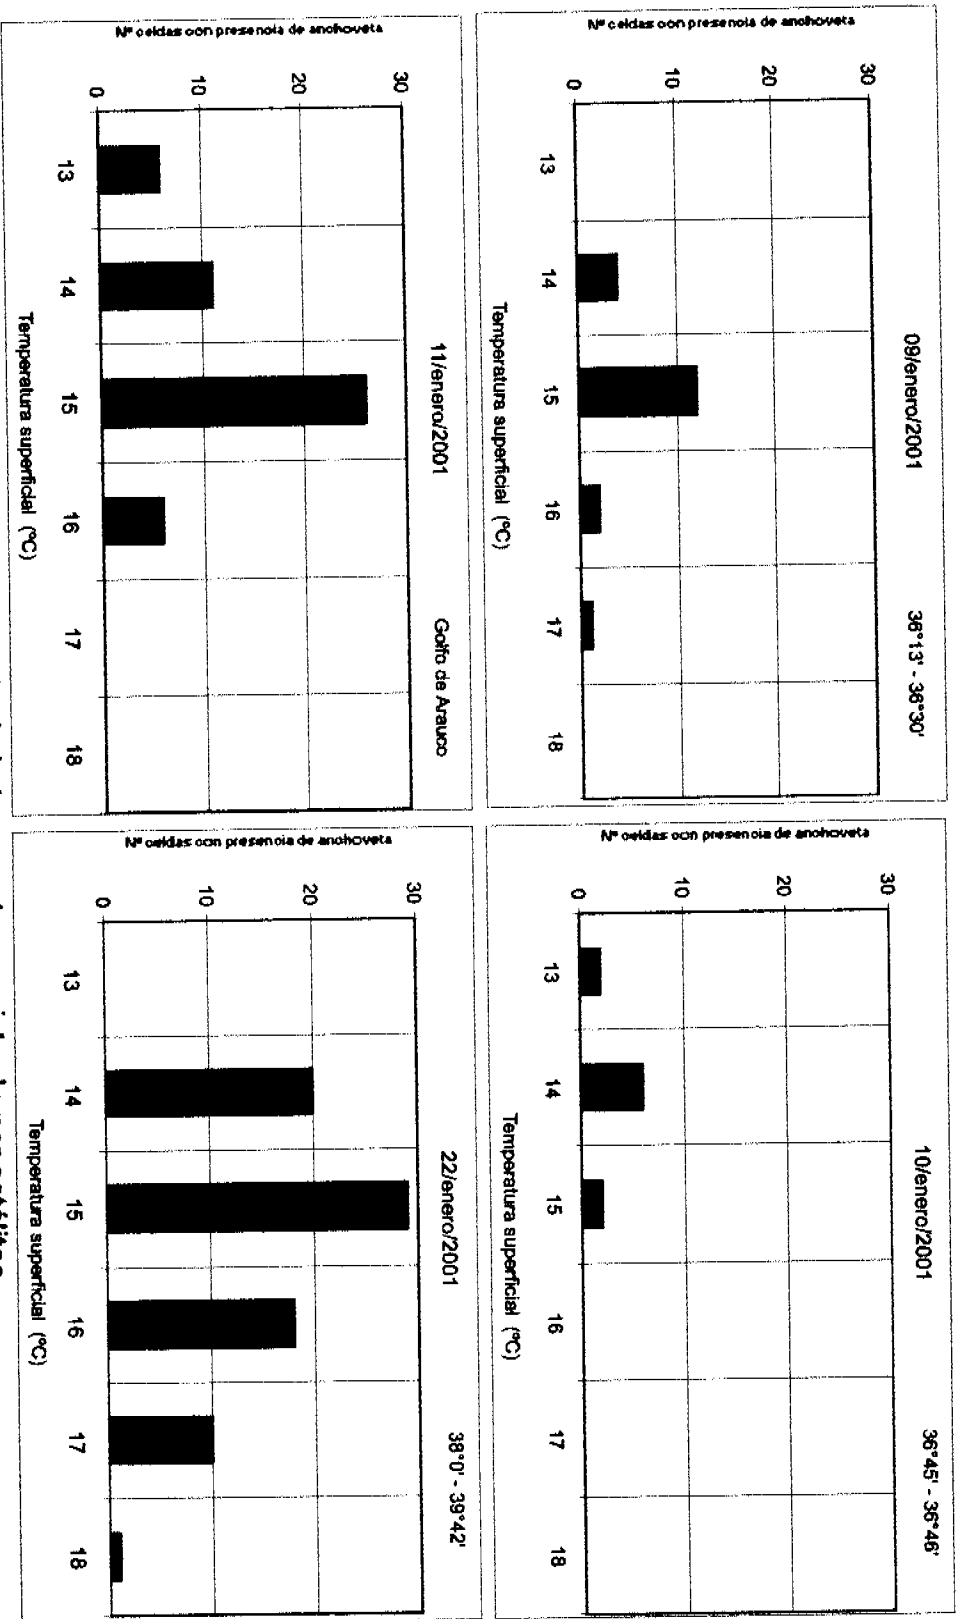 09/enero/2001
36°13' - 36°30'
Nº celdas con presencia de anchoveta
30
20
10
0
13
14
15
16
17
18
Temperatura superficial (ºC)
10/enero/2001
36°45' - 36°46'
Nº celdas con presencia de anchoveta
30
20
10
0
13
14
15
16
17
18
Temperatura superficial (ºC)
11/enero/2001
Golfo de Arauco
Nº celdas con presencia de anchoveta
30
20
10
0
13
14
15
16
17
18
Temperatura superficial (ºC)
22/enero/2001
38°0' - 39°42'
Nº celdas con presencia de anchoveta
30
20
10
0
13
14
15
16
17
18
Temperatura superficial (ºC)